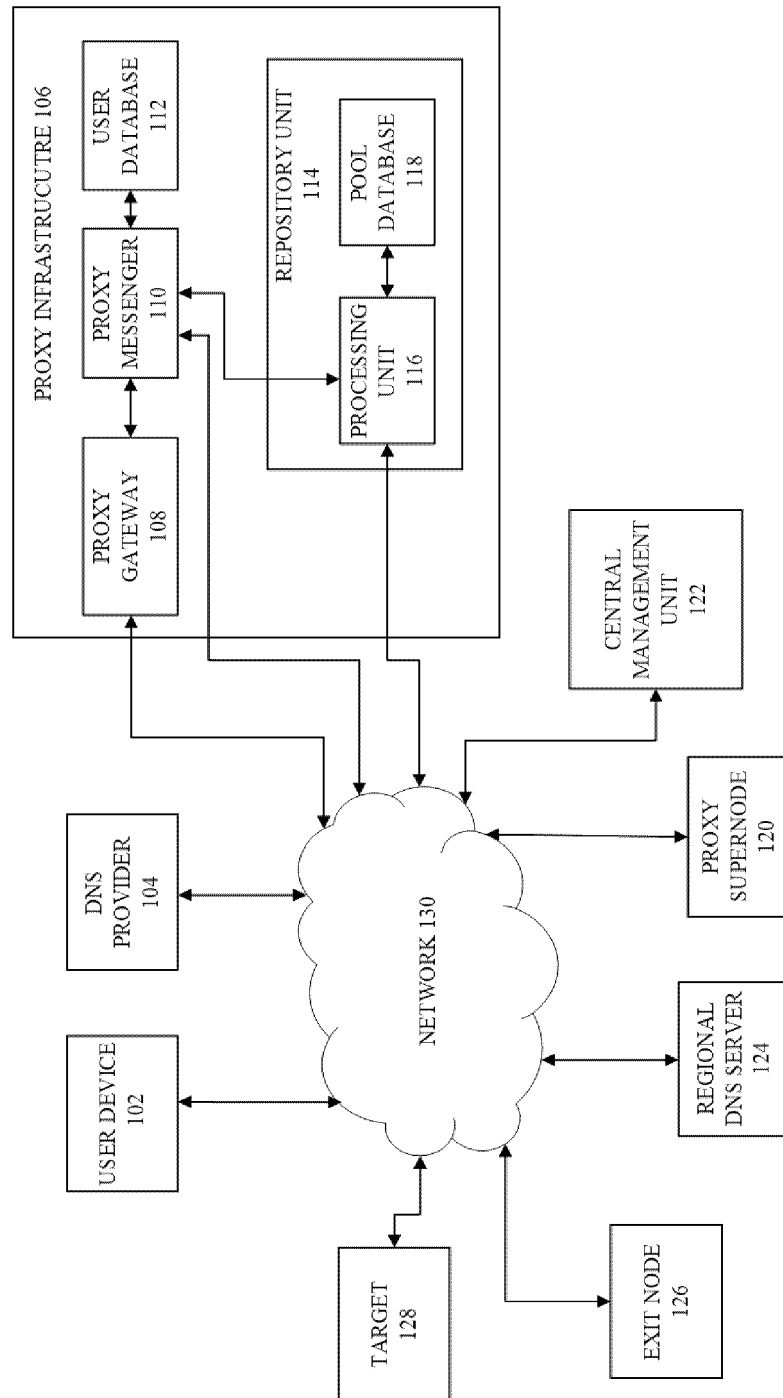 USER DEVICE
102
DNS
PROVIDER
104
PROXY INFRASTRUCUTRE 106
PROXY
GATEWAY
108
PROXY
MESSENGER
110
USER
DATABASE
112
REPOSITORY UNIT
114
PROCESSING
UNIT
116
POOL
DATABASE
118
TARGET
128
NETWORK 130
EXIT NODE
126
REGIONAL
DNS SERVER
124
PROXY
SUPERNODE
120
CENTRAL
MANAGEMENT
UNIT
122